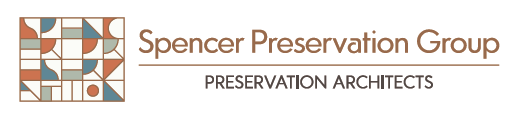 Spencer Preservation Group
PRESERVATION ARCHITECTS